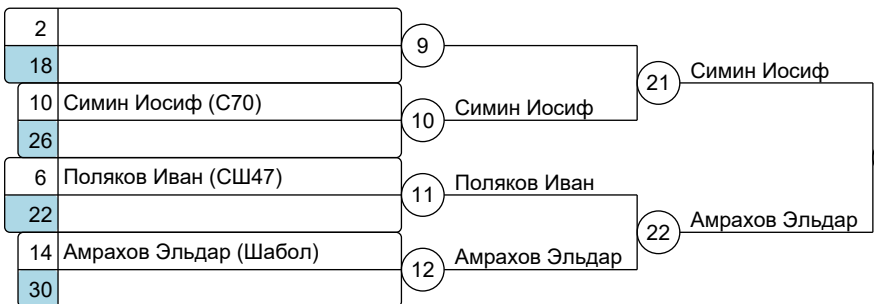 2
9
18
21 Симин Иосиф
10 Симин Иосиф (С70)
10 Симин Иосиф
26
6 Поляков Иван (СШ47)
11 Поляков Иван
22
22 Амрахов Эльдар
14 Амрахов Эльдар (Шабол)
12 Амрахов Эльдар
30